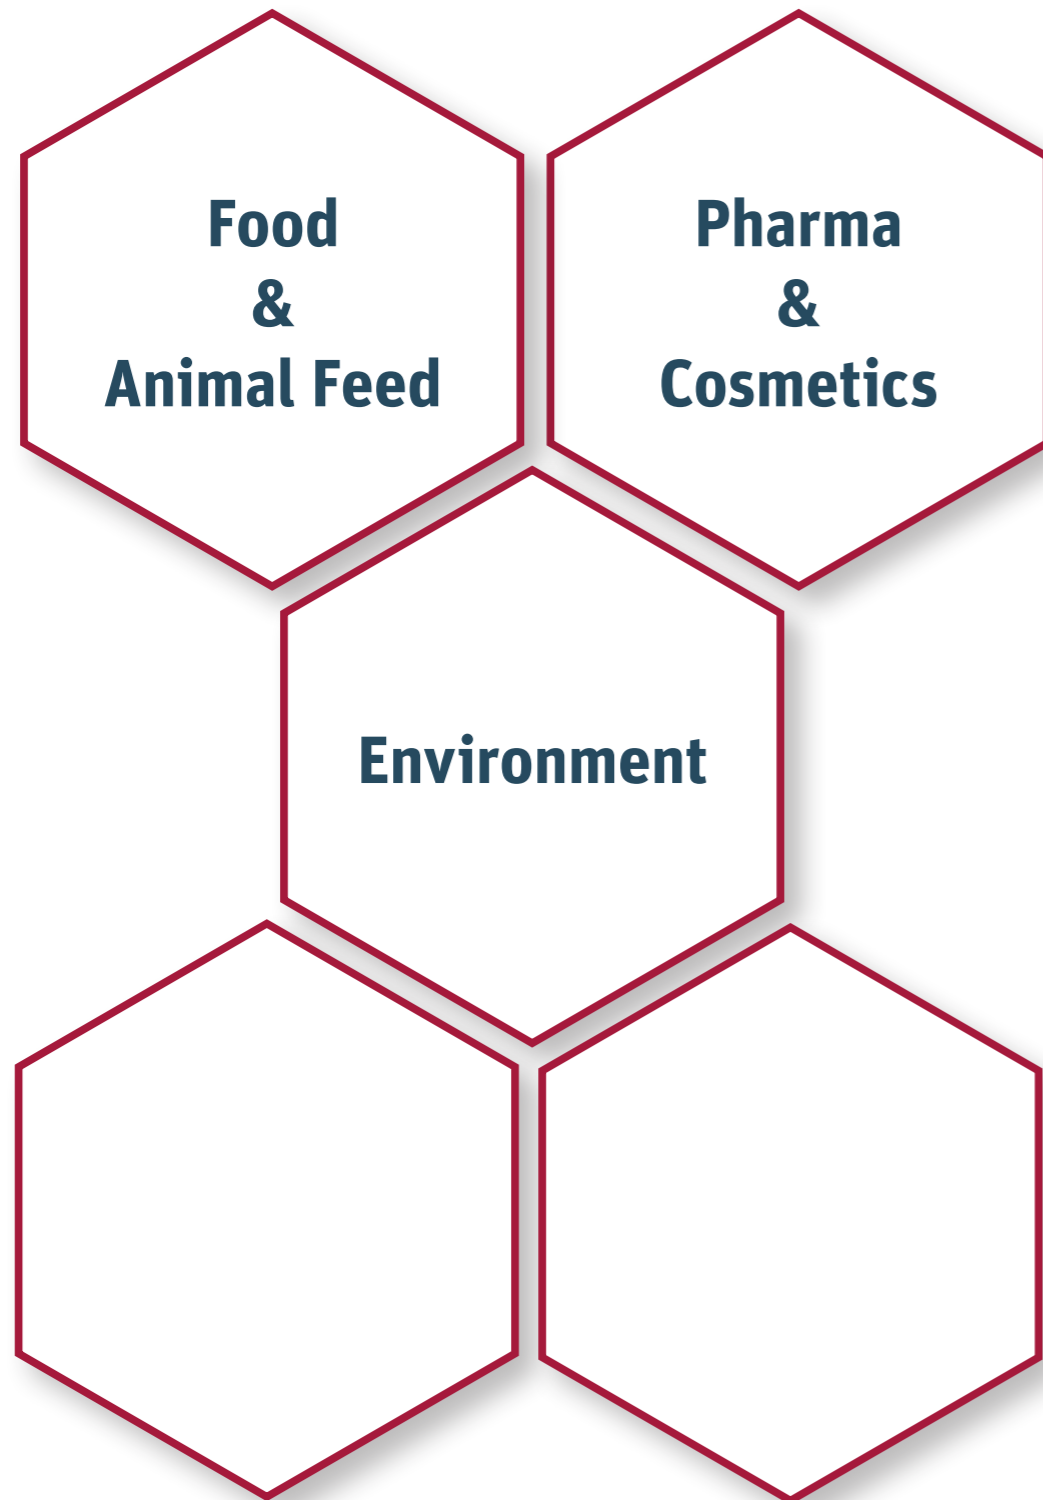 Food
&
Animal Feed
Pharma
&
Cosmetics
Environment